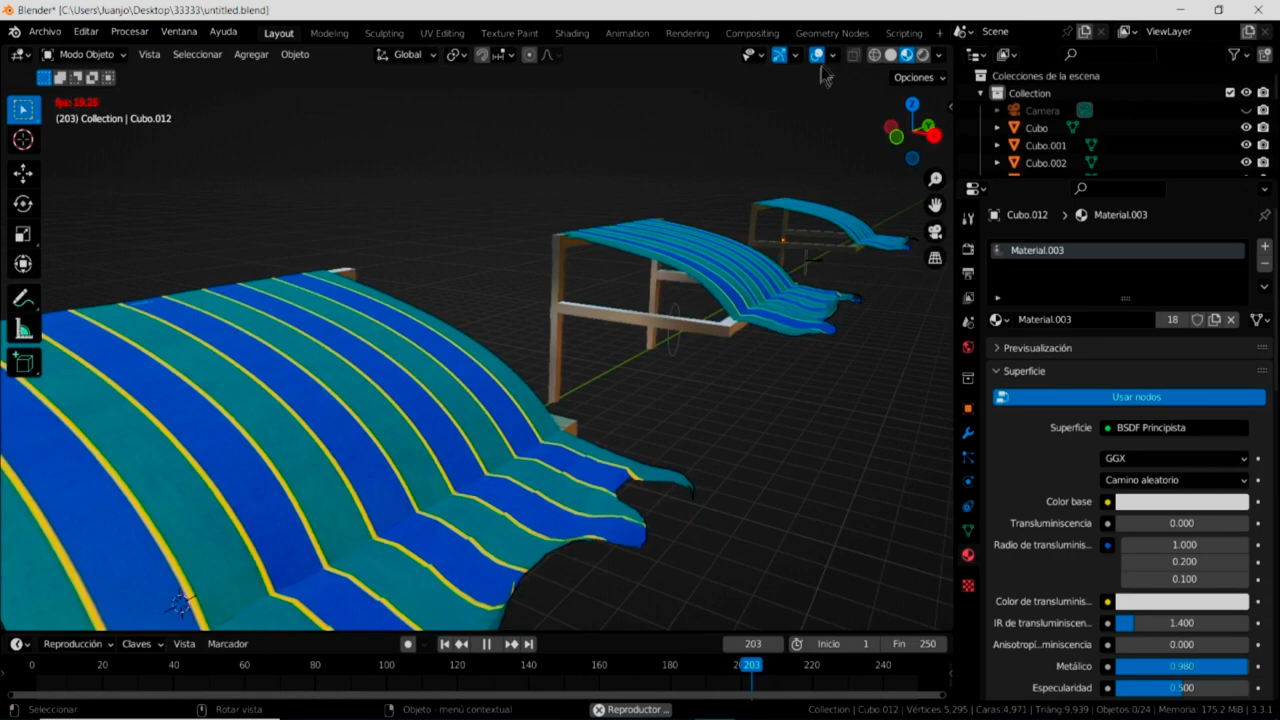 Blender* [C:\Users\Juanjo\Desktop\33333\untitled.blend]
Archivo Editar Procesar Ventana Ayuda Layout Modeling Sculpting UV Editing Texture Paint Shading Animation Rendering Compositing Geometry Nodes Scripting + Scene ViewLayer
Modo Objeto Vista Seleccionar Agregar Objeto Global
Opciones
fps: 19.25
(203) Collection | Cubo.012
Z
Y
X
Reproducción Claves Vista Marcador 203 Inicio 1 Fin 250
0 20 40 60 80 100 120 140 160 180 203 220 240
Colecciones de la escena
Collection
Camera
Cubo
Cubo.001
Cubo.002
Cubo.012 > Material.003
Material.003
Material.003 18
Previsualización
Superficie
Usar nodos
Superficie BSDF Principista
GGX
Camino aleatorio
Color base
Transluminiscencia 0.000
Radio de transluminis... 1.000
0.200
0.100
Color de transluminis...
IR de transluminiscen... 1.400
Anisotropí...miniscencia 0.000
Metálico 0.980
Especularidad 0.500
Seleccionar Rotar vista Objeto - menú contextual Reproductor ... Collection | Cubo.012 | Vértices:5,295 | Caras:4,971 | Triáng:9,939 | Objetos:0/24 | Memoria: 175.2 MiB | 3.3.1